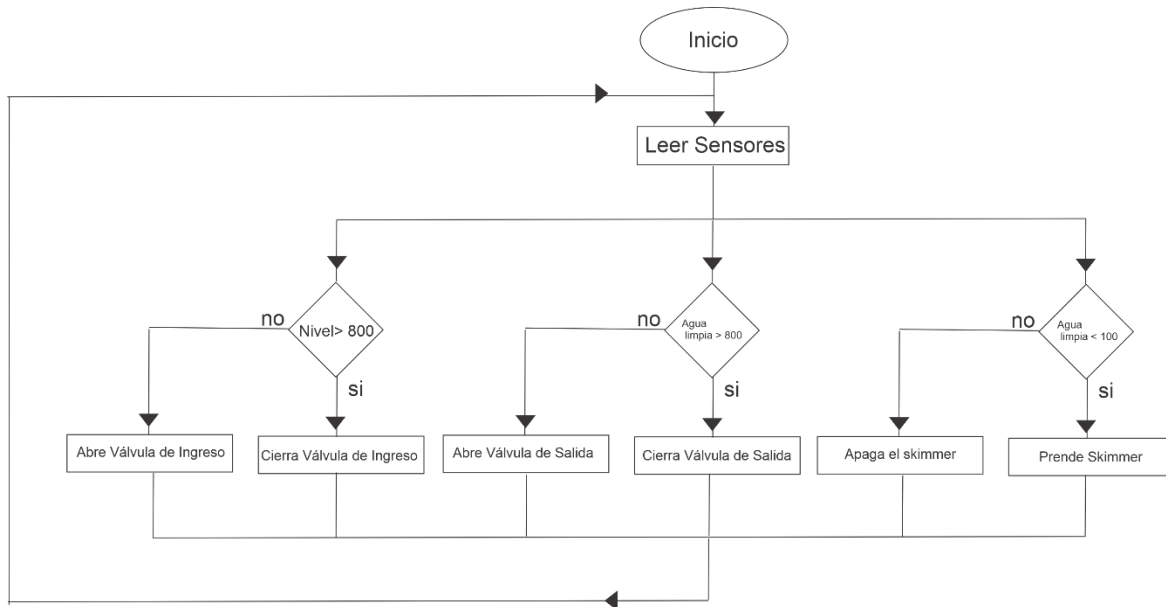 Inicio
Leer Sensores
no
Nivel> 800
si
no
Agua
limpia > 800
si
no
Agua
limpia < 100
si
Abre Válvula de Ingreso
Cierra Válvula de Ingreso
Abre Válvula de Salida
Cierra Válvula de Salida
Apaga el skimmer
Prende Skimmer